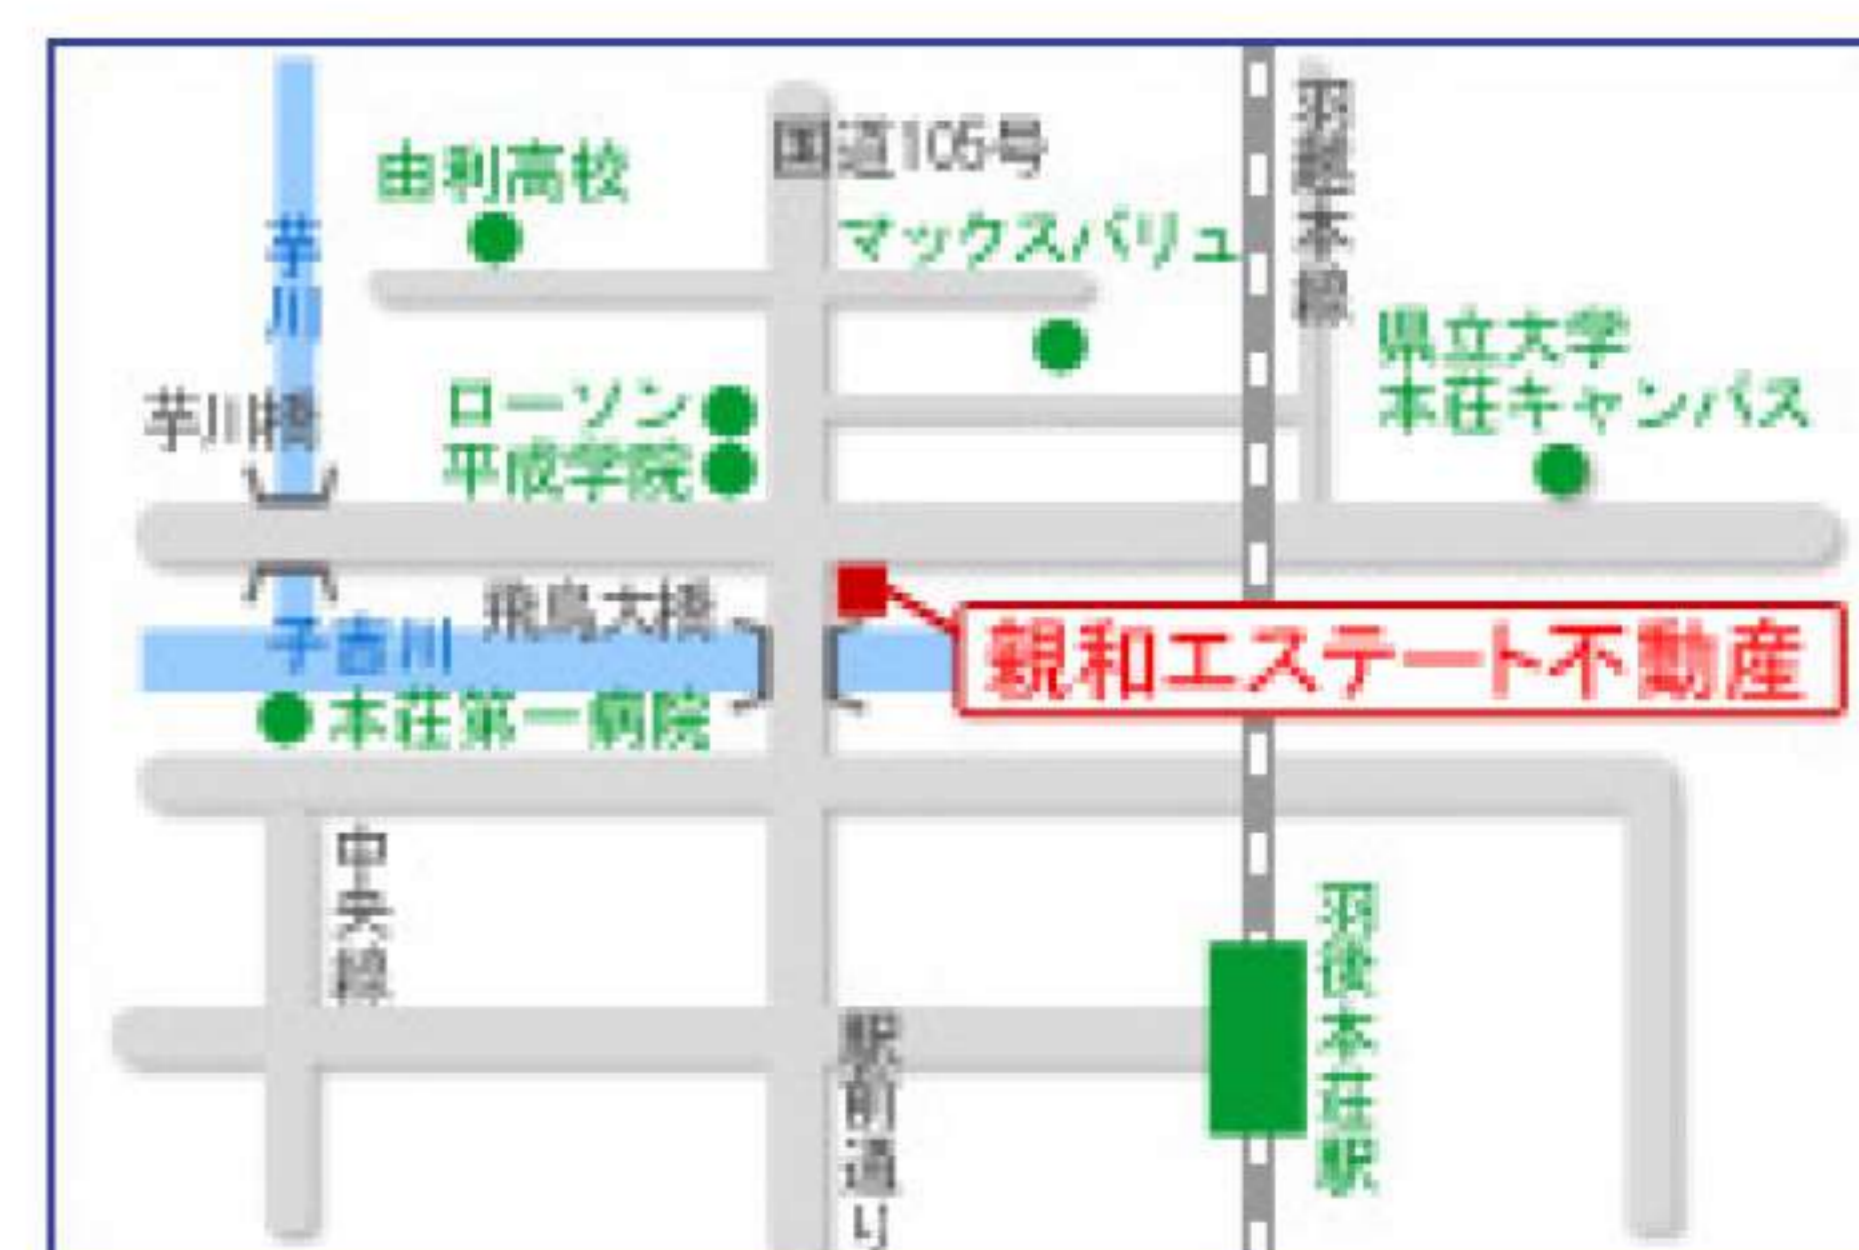 国道105号
羽越本線
由利高校
マックスバリュ
芋川
県立大学
本荘キャンパス
ローソン
芋川橋
平成学院
飛鳥大橋
子吉川
親和エステート不動産
本荘第一病院
中央線
羽後本荘駅
駅前通り